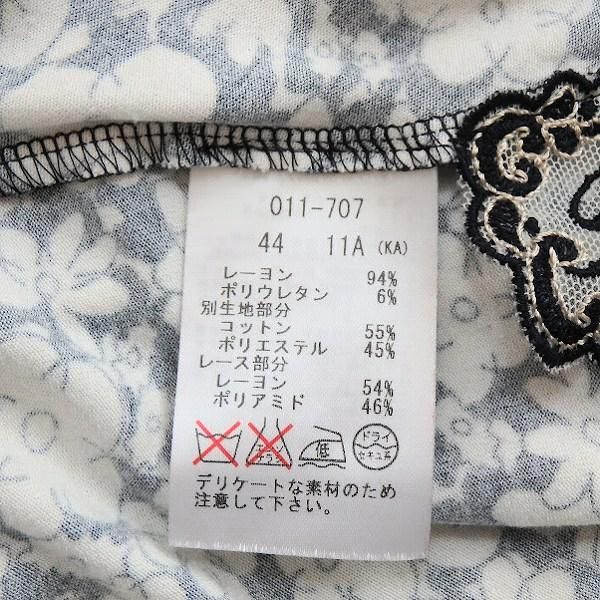 011-707
44 11A (KA)
レーヨン 94%
ポリウレタン 6%
別生地部分
コットン 55%
ポリエステル 45%
レース部分
レーヨン 54%
ポリアミド 46%
低 ドライ
セキユ系
デリケートな素材のため
注意して下さい。